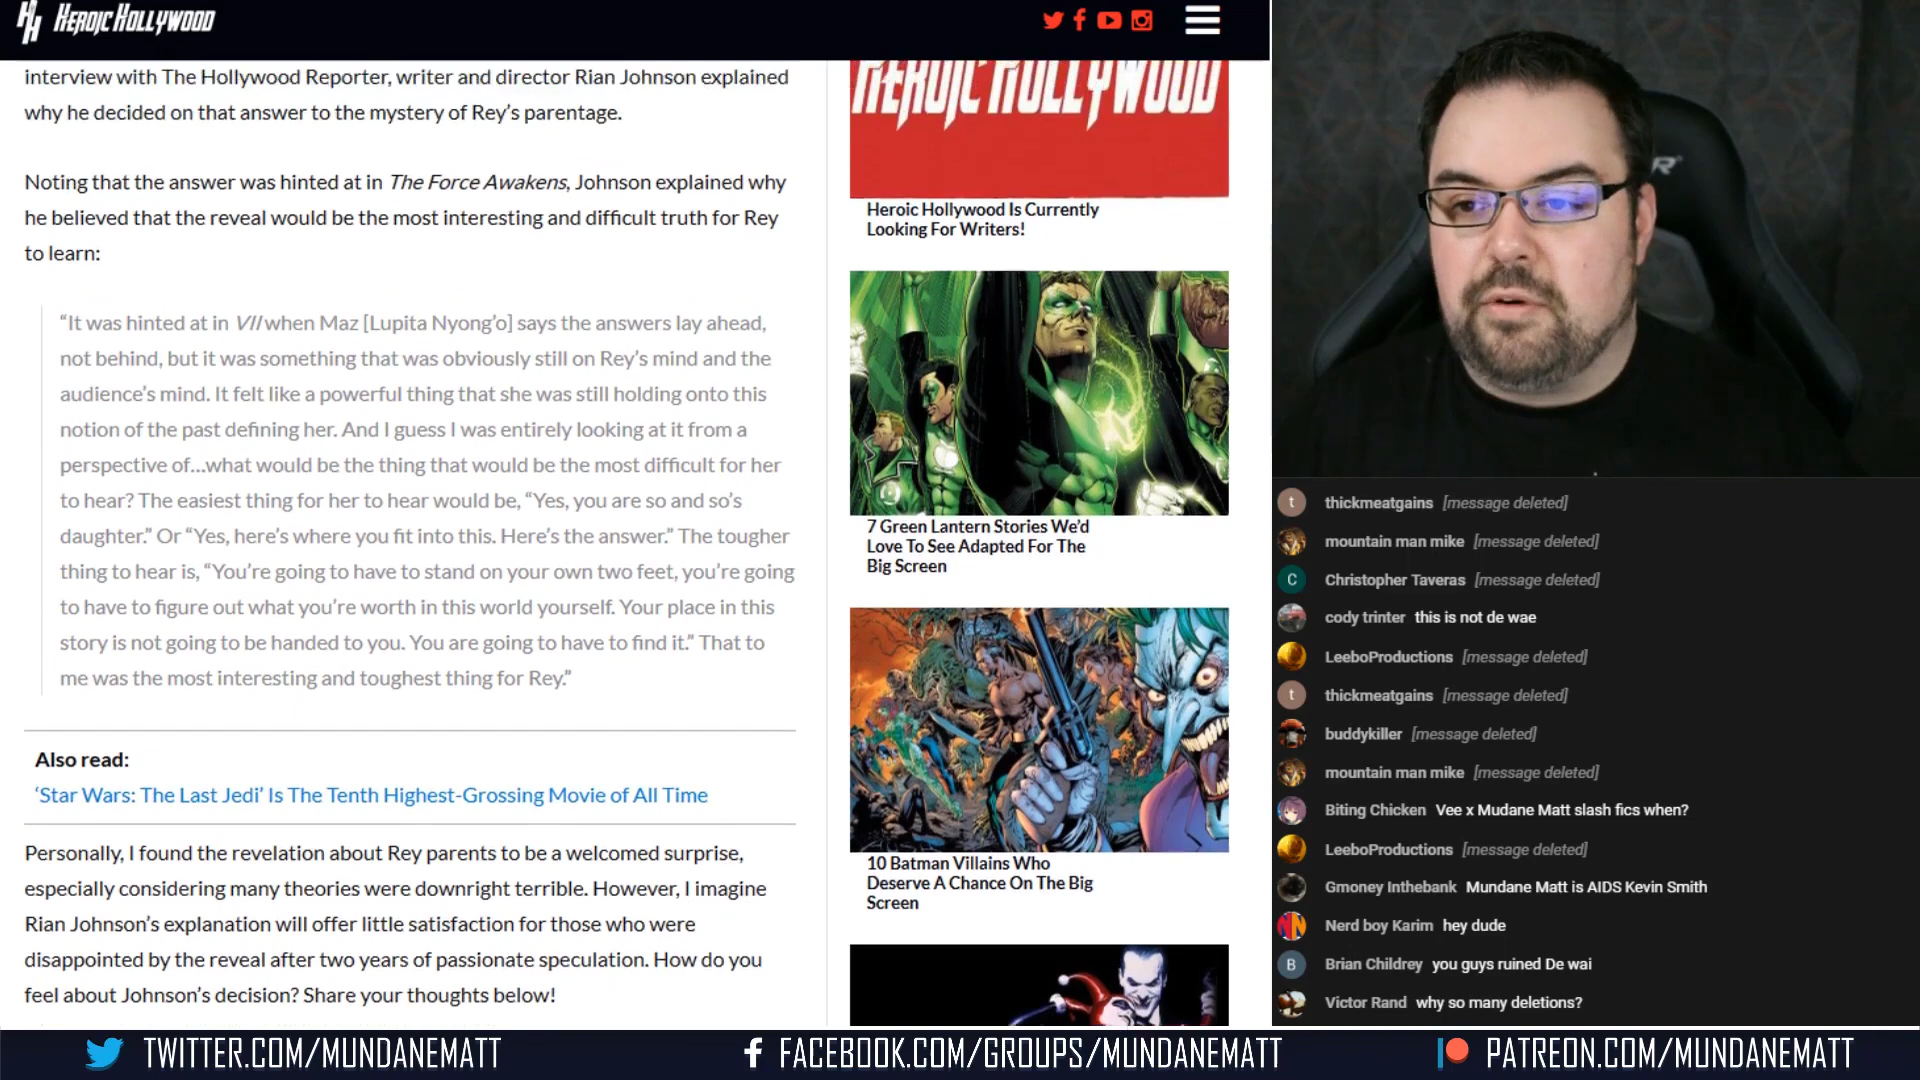 HEROIC HOLLYWOOD
interview with The Hollywood Reporter, writer and director Rian Johnson explained
why he decided on that answer to the mystery of Rey’s parentage.
Noting that the answer was hinted at in The Force Awakens, Johnson explained why
he believed that the reveal would be the most interesting and difficult truth for Rey
to learn:
“It was hinted at in VII when Maz [Lupita Nyong’o] says the answers lay ahead,
not behind, but it was something that was obviously still on Rey’s mind and the
audience’s mind. It felt like a powerful thing that she was still holding onto this
notion of the past defining her. And I guess I was entirely looking at it from a
perspective of…what would be the thing that would be the most difficult for her
to hear? The easiest thing for her to hear would be, “Yes, you are so and so’s
daughter.” Or “Yes, here’s where you fit into this. Here’s the answer.” The tougher
thing to hear is, “You’re going to have to stand on your own two feet, you’re going
to have to figure out what you’re worth in this world yourself. Your place in this
story is not going to be handed to you. You are going to have to find it.” That to
me was the most interesting and toughest thing for Rey.”
Also read:
‘Star Wars: The Last Jedi’ Is The Tenth Highest-Grossing Movie of All Time
Personally, I found the revelation about Rey parents to be a welcomed surprise,
especially considering many theories were downright terrible. However, I imagine
Rian Johnson’s explanation will offer little satisfaction for those who were
disappointed by the reveal after two years of passionate speculation. How do you
feel about Johnson’s decision? Share your thoughts below!
HEROIC HOLLYWOOD
Heroic Hollywood Is Currently
Looking For Writers!
7 Green Lantern Stories We’d
Love To See Adapted For The
Big Screen
10 Batman Villains Who
Deserve A Chance On The Big
Screen
R
t thickmeatgains [message deleted]
mountain man mike [message deleted]
C Christopher Taveras [message deleted]
cody trinter this is not de wae
LeeboProductions [message deleted]
t thickmeatgains [message deleted]
buddykiller [message deleted]
mountain man mike [message deleted]
Biting Chicken Vee x Mudane Matt slash fics when?
LeeboProductions [message deleted]
Gmoney Inthebank Mundane Matt is AIDS Kevin Smith
Nerd boy Karim hey dude
B Brian Childrey you guys ruined De wai
Victor Rand why so many deletions?
TWITTER.COM/MUNDANEMATT
FACEBOOK.COM/GROUPS/MUNDANEMATT
PATREON.COM/MUNDANEMATT